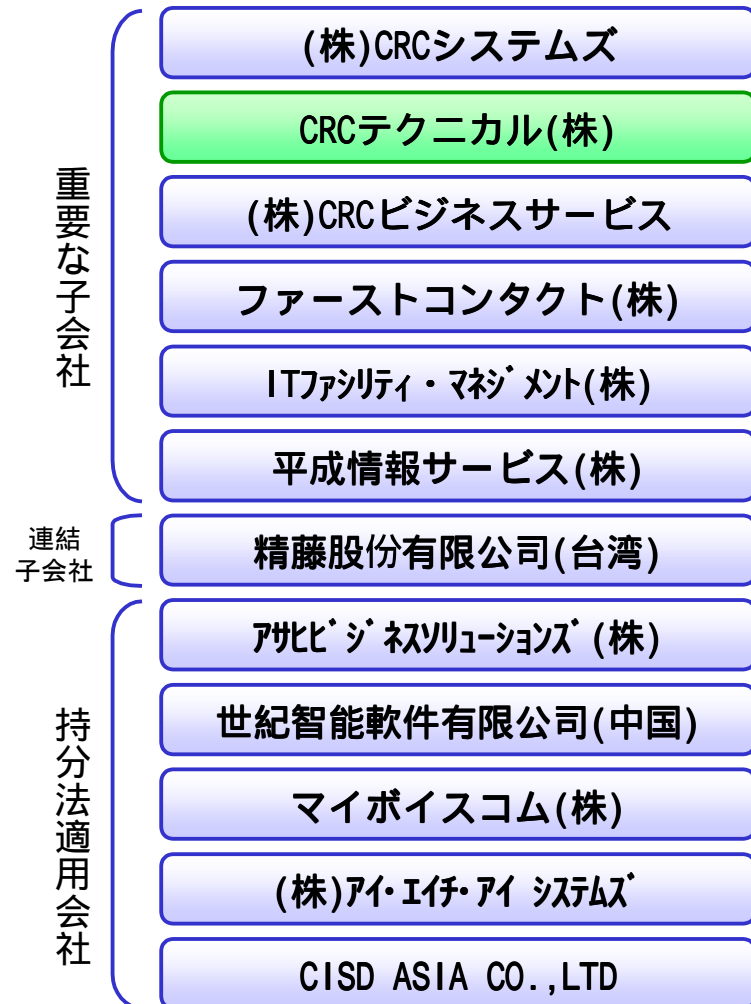 重要な子会社
(株)CRCシステムズ
CRCテクニカル(株)
(株)CRCビジネスサービス
ファーストコンタクト(株)
ITﾌｧｼﾘﾃｨ・ﾏﾈｼﾞﾒﾝﾄ(株)
平成情報サービス(株)
連結
子会社
精藤股份有限公司(台湾)
持分法適用会社
ｱｻﾋﾋﾞｼﾞﾈｽｿﾘｭｰｼｮﾝｽﾞ(株)
世紀智能軟件有限公司(中国)
マイボイスコム(株)
(株)ｱｲ･ｴｲﾁ･ｱｲ ｼｽﾃﾑｽﾞ
CISD ASIA CO.,LTD